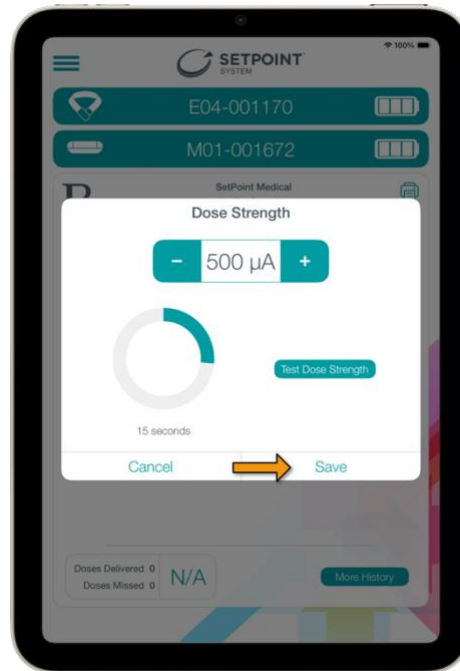 SETPOINT
SYSTEM
100%
E04-001170
M01-001672
SetPoint Medical
Dose Strength
− 500 µA +
Test Dose Strength
15 seconds
Cancel
Save
Doses Delivered 0
Doses Missed 0
N/A
More History